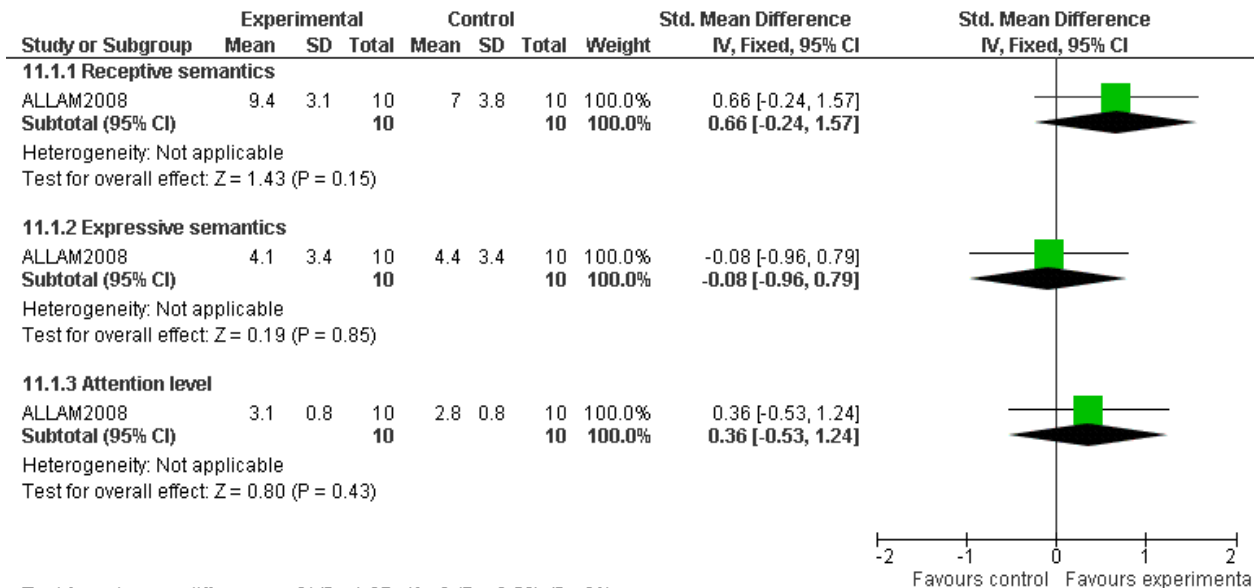 Experimental Control Std. Mean Difference Std. Mean Difference
Study or Subgroup Mean SD Total Mean SD Total Weight IV, Fixed, 95% CI IV, Fixed, 95% CI
11.1.1 Receptive semantics
ALLAM2008 9.4 3.1 10 7 3.8 10 100.0% 0.66 [-0.24, 1.57]
Subtotal (95% CI) 10 10 100.0% 0.66 [-0.24, 1.57]
Heterogeneity: Not applicable
Test for overall effect: Z = 1.43 (P = 0.15)
11.1.2 Expressive semantics
ALLAM2008 4.1 3.4 10 4.4 3.4 10 100.0% -0.08 [-0.96, 0.79]
Subtotal (95% CI) 10 10 100.0% -0.08 [-0.96, 0.79]
Heterogeneity: Not applicable
Test for overall effect: Z = 0.19 (P = 0.85)
11.1.3 Attention level
ALLAM2008 3.1 0.8 10 2.8 0.8 10 100.0% 0.36 [-0.53, 1.24]
Subtotal (95% CI) 10 10 100.0% 0.36 [-0.53, 1.24]
Heterogeneity: Not applicable
Test for overall effect: Z = 0.80 (P = 0.43)
-2 -1 0 1 2
Favours control Favours experimenta